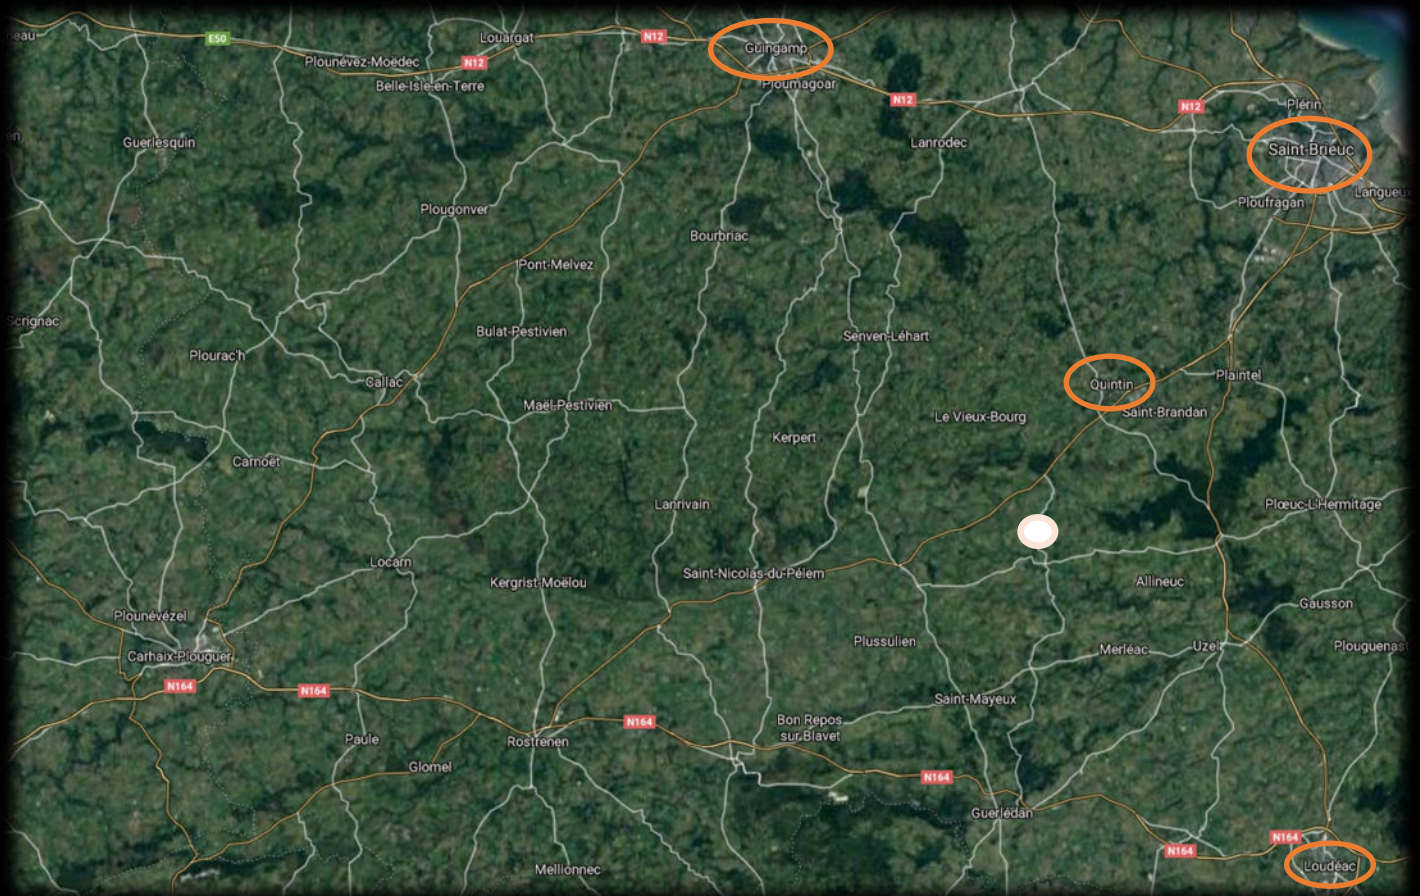 neau
E50
Louargat
N12
Guingamp
Plounévez-Moëdec
N12
Belle-Isle-en-Terre
Ploumagoar
N12
N12
Plérin
Guerlesquin
Lanrodec
Saint-Brieuc
Langueux
Plougonver
Ploufragan
Bourbriac
Pont-Melvez
Scrignac
Bulat-Pestivien
Senven-Léhart
Plourac'h
Callac
Quintin
Plaintel
Maël-Pestivien
Le Vieux-Bourg
Saint-Brandan
Kerpert
Carnoët
Lanrivain
Plœuc-L'Hermitage
Locarn
Saint-Nicolas-du-Pélem
Kergrist-Moëlou
Allineuc
Plounévézel
Gausson
Carhaix-Plouguer
Plussulien
Merléac
Uzel
Plouguenast
N164
N164
Saint-Mayeux
N164
Bon Repos
sur Blavet
Paule
Rostrenen
Glomel
N164
Guerlédan
N164
N164
Mellionnec
Loudéac